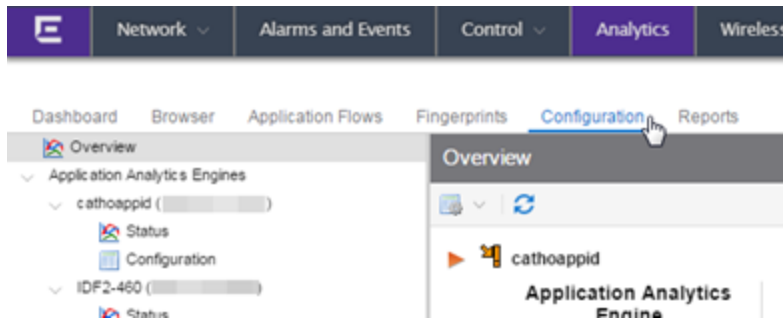 Network Alarms and Events Control Analytics Wireless
Dashboard Browser Application Flows Fingerprints Configuration Reports
Overview
Application Analytics Engines
cathoappid ( )
Status
Configuration
IDF2-460 ( )
Status
Overview
cathoappid
Application Analytics
Engine